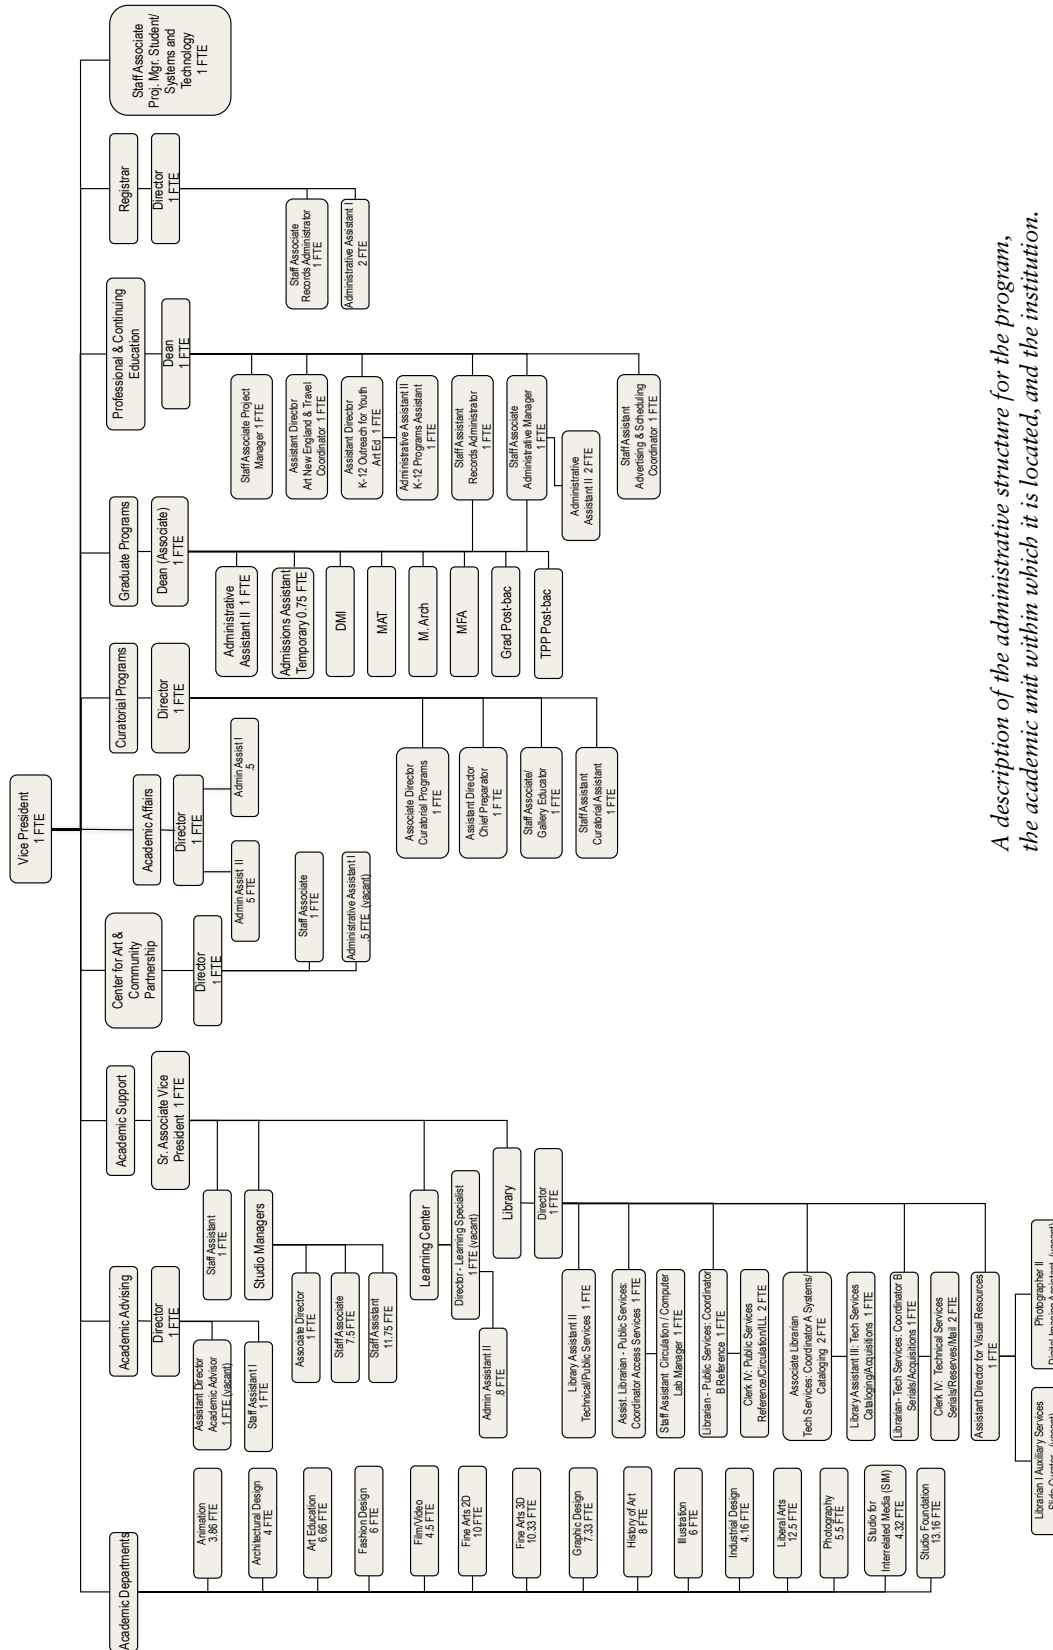 Vice President
1 FTE
Academic Departments
Animation
3.86 FTE
Architectural Design
4 FTE
Art Education
6.66 FTE
Fashion Design
6 FTE
Film/Video
4.5 FTE
Fine Arts 2D
10 FTE
Fine Arts 3D
10.33 FTE
Graphic Design
7.33 FTE
History of Art
8 FTE
Illustration
6 FTE
Industrial Design
4.16 FTE
Liberal Arts
12.5 FTE
Photography
5.5 FTE
Studio for
Interrelated Media (SIM)
4.32 FTE
Studio Foundation
13.16 FTE
Academic Advising
Director
1 FTE
Assistant Director
Academic Advisor
1 FTE (vacant)
Staff Assistant I
1 FTE
Academic Support
Sr. Associate Vice
President 1 FTE
Staff Assistant
1 FTE
Studio Managers
Associate Director
1 FTE
Staff Associate
7.5 FTE
Staff Assistant
11.75 FTE
Learning Center
Director - Learning Specialist
1 FTE (vacant)
Admin Assistant II
.8 FTE
Library
Director
1 FTE
Library Assistant II
Technical/Public Services 1 FTE
Assist. Librarian - Public Services:
Coordinator Access Services 1 FTE
Staff Assistant Circulation / Computer
Lab Manager 1 FTE
Librarian - Public Services: Coordinator
B Reference 1 FTE
Clerk IV: Public Services
Reference/Circulation/ILL 2 FTE
Associate Librarian
Tech Services: Coordinator A Systems/
Cataloging 2 FTE
Library Assistant III: Tech Services
Cataloging/Acquisitions 1 FTE
Librarian - Tech Services: Coordinator B
Serials/Acquisitions 1 FTE
Clerk IV: Technical Services
Serials/Reserves/Mail 2 FTE
Assistant Director for Visual Resources
1 FTE
Librarian I Auxiliary Services
Photographer II
Center for Art &
Community
Partnership
Director
1 FTE
Staff Associate
1 FTE
Administrative Assistant I
.5 FTE (vacant)
Academic Affairs
Director
1 FTE
Admin Assist II
5 FTE
Admin Assist I
.5
Curatorial Programs
Director
1 FTE
Associate Director
Curatorial Programs
1 FTE
Assistant Director
Chief Preparator
1 FTE
Staff Associate/
Gallery Educator
1 FTE
Staff Assistant
Curatorial Assistant
1 FTE
Graduate Programs
Dean (Associate)
1 FTE
Administrative
Assistant II 1 FTE
Admissions Assistant
Temporary 0.75 FTE
DMI
MAT
M. Arch
MFA
Grad Post-bac
TPP Post-bac
Professional & Continuing
Education
Dean
1 FTE
Staff Associate Project
Manager 1 FTE
Assistant Director
Art New England & Travel
Coordinator 1 FTE
Assistant Director
K-12 Outreach for Youth
Art Ed 1 FTE
Administrative Assistant II
K-12 Programs Assistant
1 FTE
Staff Assistant
Records Administrator
1 FTE
Staff Associate
Administrative Manager
1 FTE
Administrative
Assistant II 2 FTE
Staff Assistant
Advertising & Scheduling
Coordinator 1 FTE
Registrar
Director
1 FTE
Staff Associate
Records Administrator
1 FTE
Administrative Assistant I
2 FTE
Staff Associate
Proj. Mgr. Student/
Systems and
Technology
1 FTE
A description of the administrative structure for the program,
the academic unit within which it is located, and the institution.